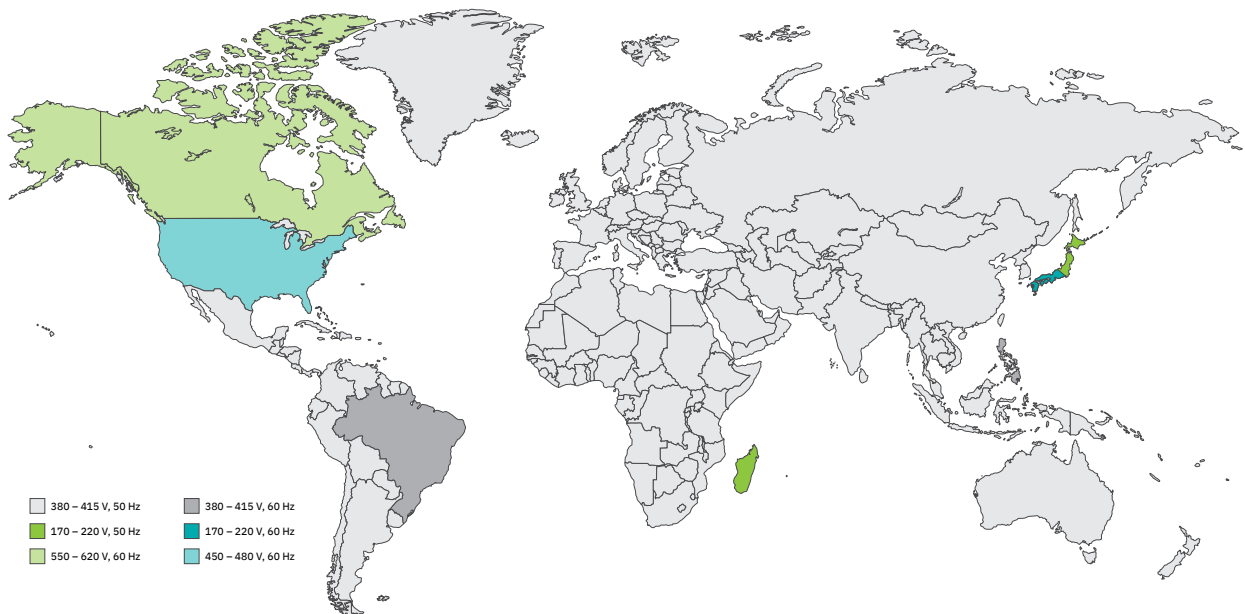 380 – 415 V, 50 Hz
170 – 220 V, 50 Hz
550 – 620 V, 60 Hz
380 – 415 V, 60 Hz
170 – 220 V, 60 Hz
450 – 480 V, 60 Hz